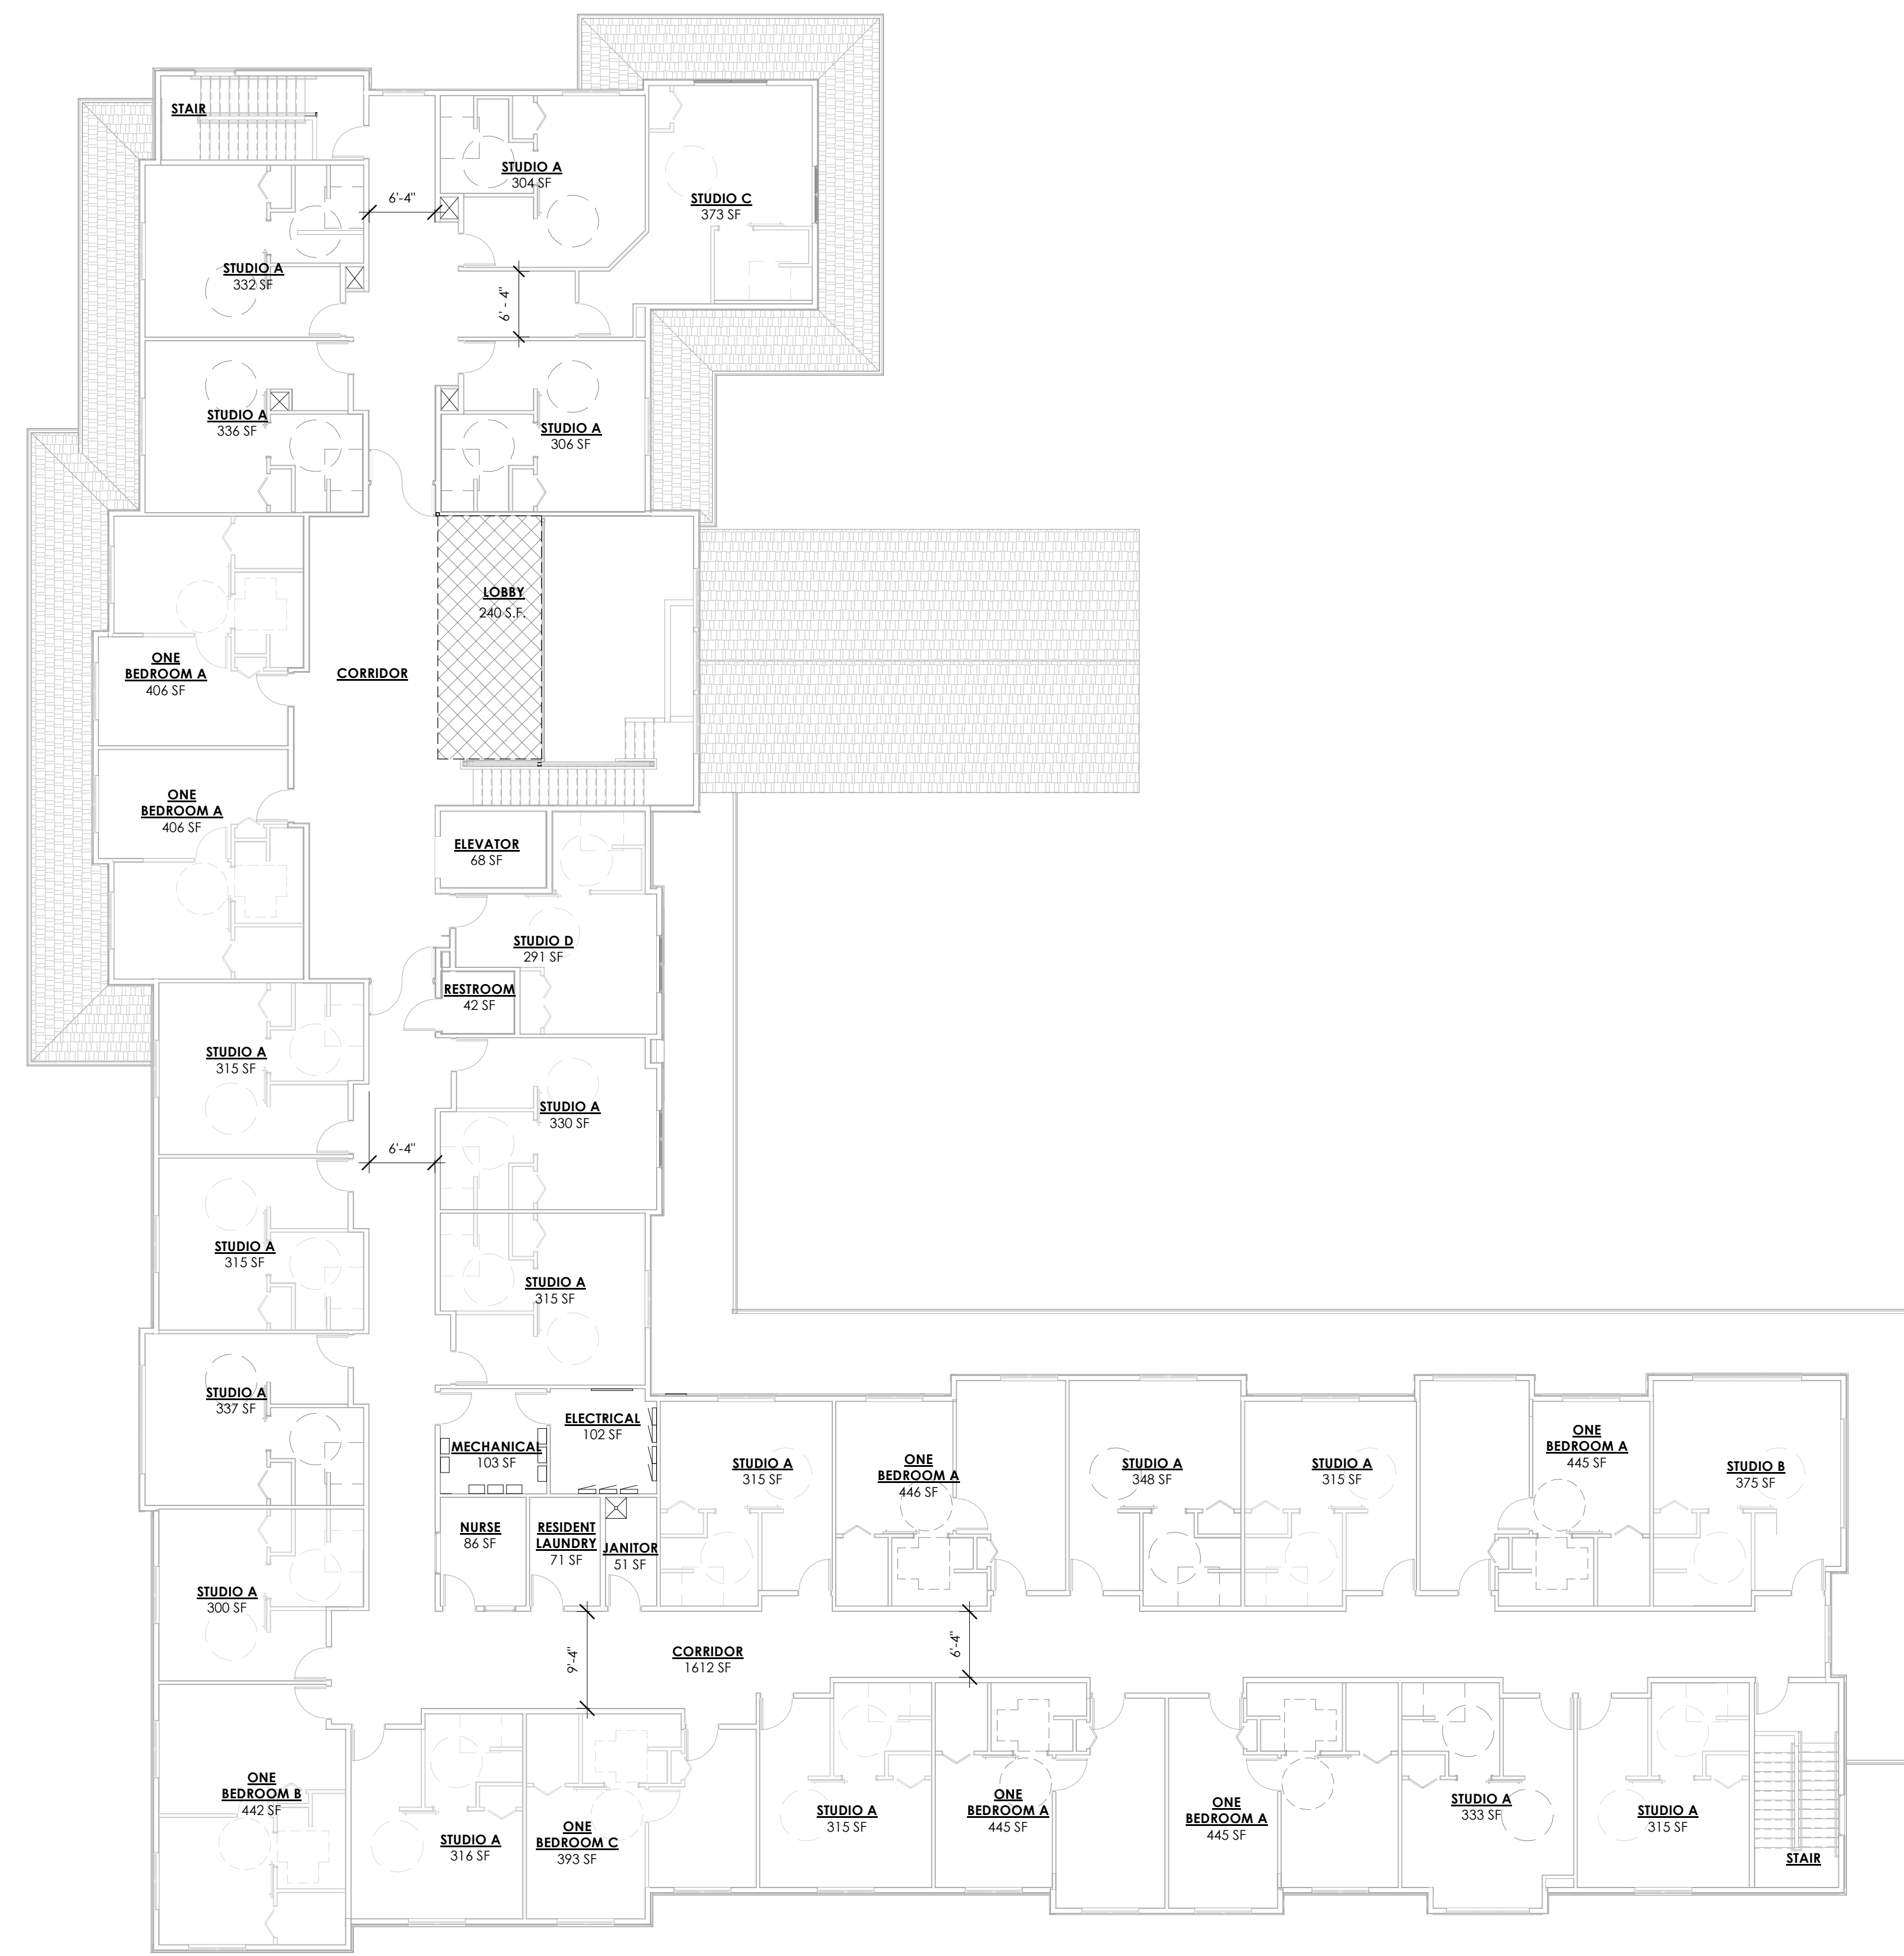 STAIR
STUDIO A
304 SF
STUDIO C
373 SF
6'-4"
STUDIO A
332 SF
6' - 4"
STUDIO A
336 SF
STUDIO A
306 SF
LOBBY
240 S.F.
ONE
BEDROOM A
406 SF
CORRIDOR
ONE
BEDROOM A
406 SF
ELEVATOR
68 SF
STUDIO D
291 SF
RESTROOM
42 SF
STUDIO A
315 SF
STUDIO A
330 SF
6'-4"
STUDIO A
315 SF
STUDIO A
315 SF
STUDIO A
337 SF
ELECTRICAL
102 SF
MECHANICAL
103 SF
STUDIO A
315 SF
ONE
BEDROOM A
446 SF
STUDIO A
348 SF
STUDIO A
315 SF
ONE
BEDROOM A
445 SF
STUDIO B
375 SF
NURSE
86 SF
RESIDENT
LAUNDRY
71 SF
JANITOR
51 SF
STUDIO A
300 SF
9'-4"
CORRIDOR
1612 SF
6'-4"
ONE
BEDROOM B
442 SF
STUDIO A
316 SF
ONE
BEDROOM C
393 SF
STUDIO A
315 SF
ONE
BEDROOM A
445 SF
ONE
BEDROOM A
445 SF
STUDIO A
333 SF
STUDIO A
315 SF
STAIR